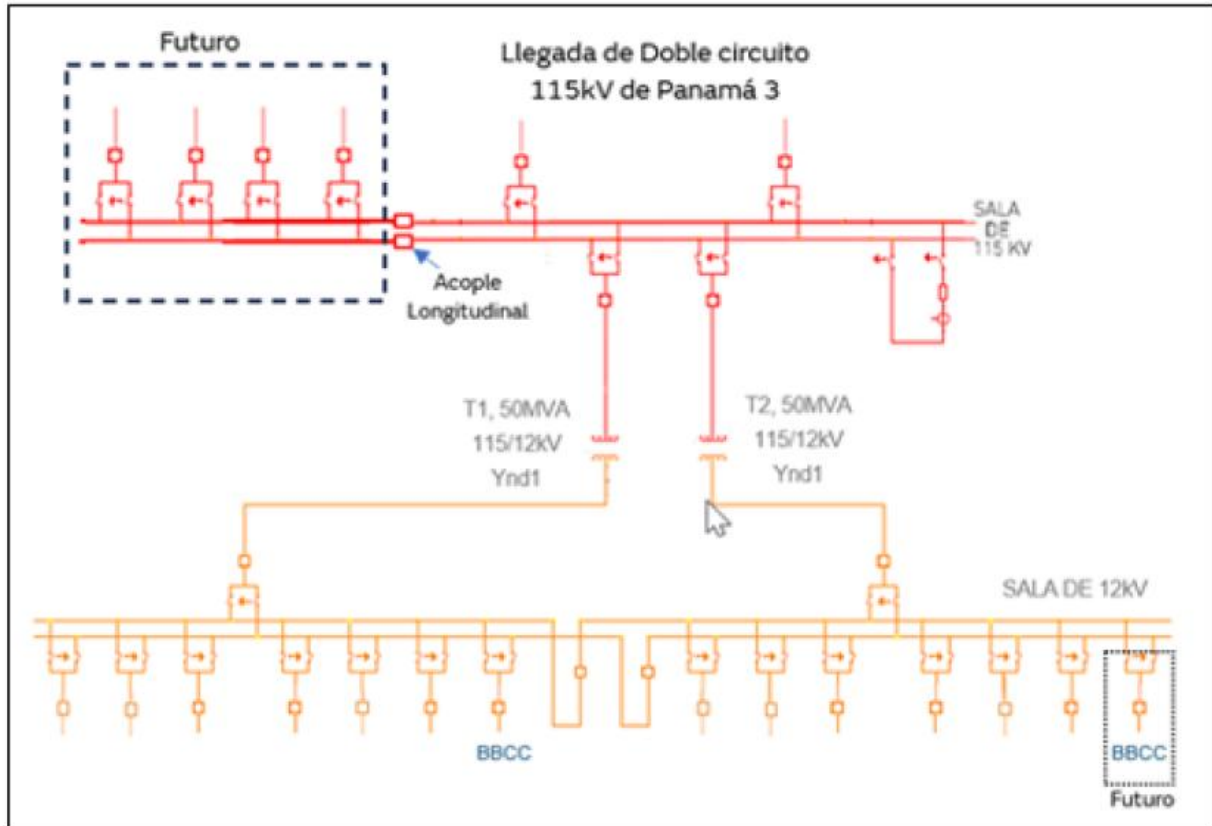 Futuro
Llegada de Doble circuito
115kV de Panamá 3
SALA
DE
115 KV
Acople
Longitudinal
T1, 50MVA
115/12kV
Ynd1
T2, 50MVA
115/12kV
Ynd1
SALA DE 12kV
BBCC
BBCC
Futuro